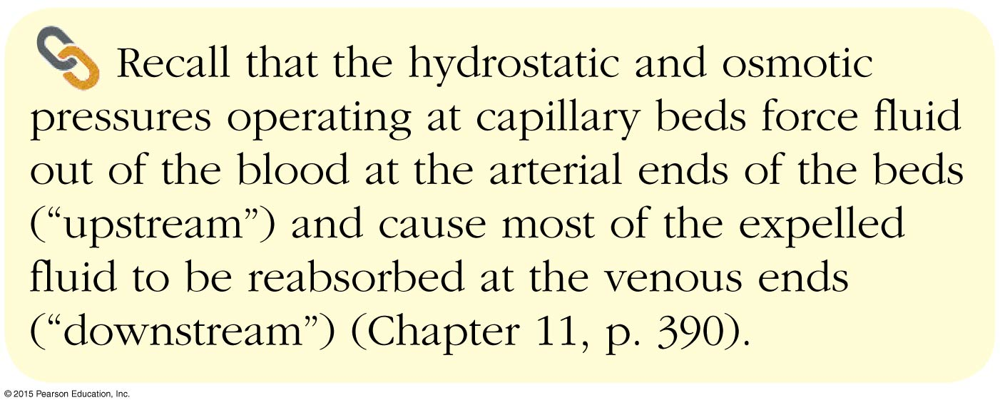 Recall that the hydrostatic and osmotic
pressures operating at capillary beds force fluid
out of the blood at the arterial ends of the beds
(“upstream”) and cause most of the expelled
fluid to be reabsorbed at the venous ends
(“downstream”) (Chapter 11, p. 390).
© 2015 Pearson Education, Inc.